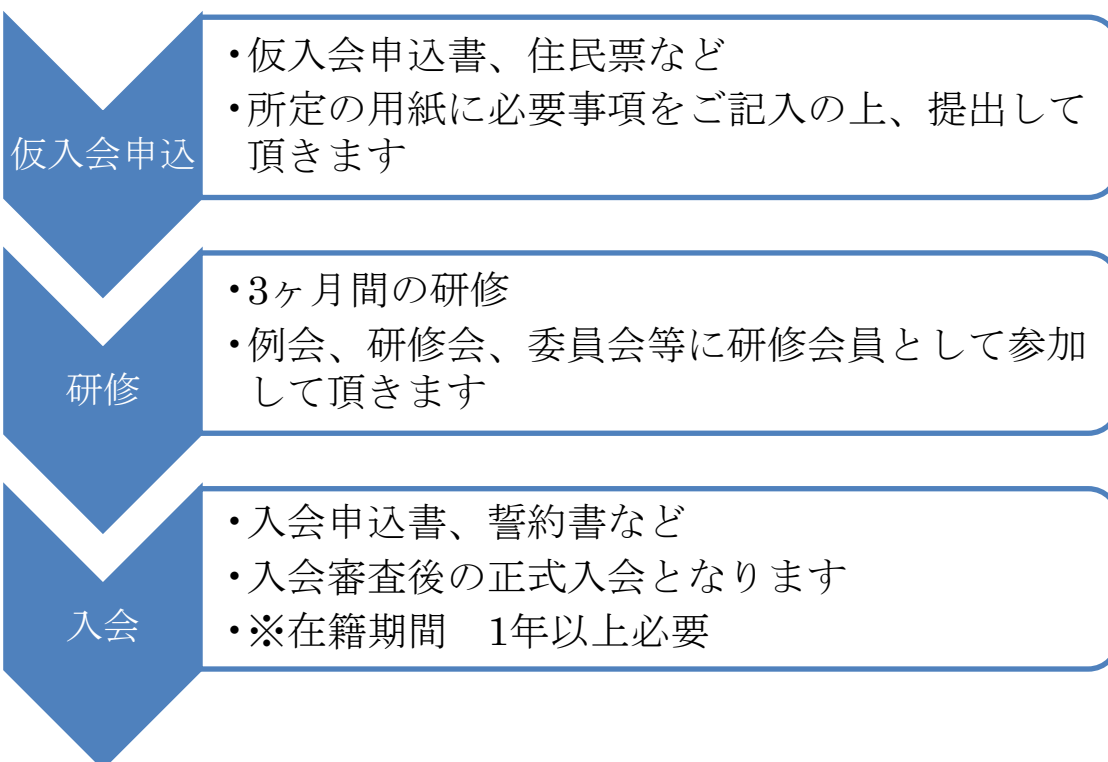 仮入会申込
・仮入会申込書、住民票など
・所定の用紙に必要事項をご記入の上、提出して
頂きます
研修
・3ヶ月間の研修
・例会、研修会、委員会等に研修会員として参加
して頂きます
入会
・入会申込書、誓約書など
・入会審査後の正式入会となります
・※在籍期間　1年以上必要